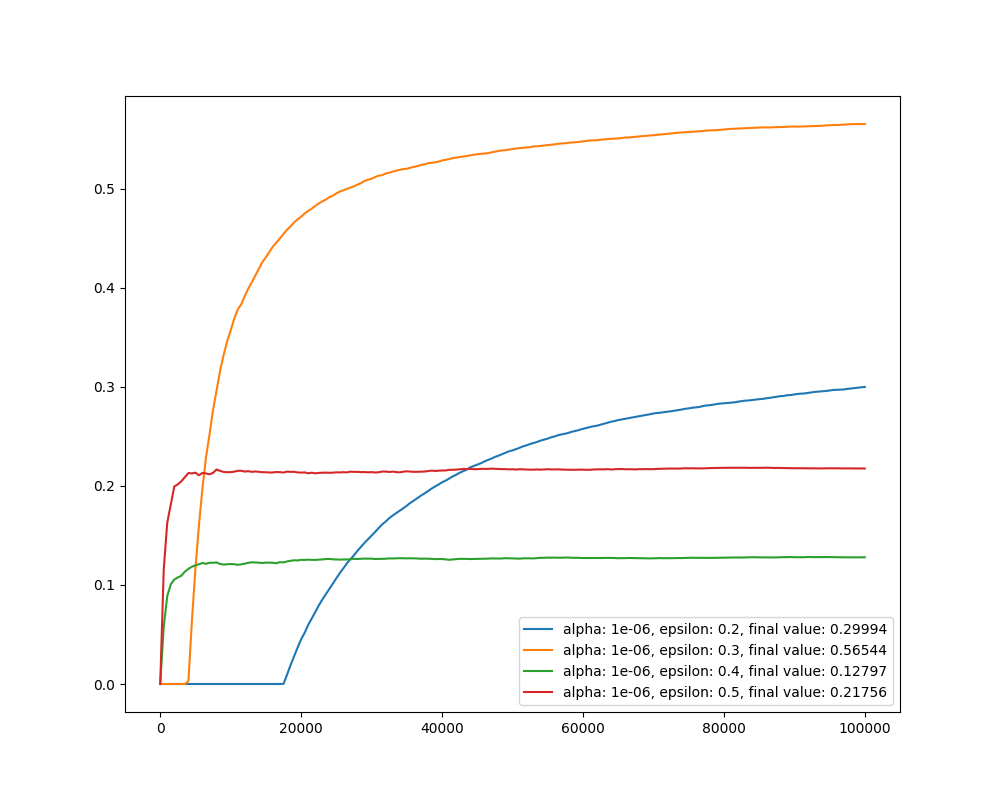 0.5
0.4
0.3
0.2
0.1
0.0
alpha: 1e-06, epsilon: 0.2, final value: 0.29994
alpha: 1e-06, epsilon: 0.3, final value: 0.56544
alpha: 1e-06, epsilon: 0.4, final value: 0.12797
alpha: 1e-06, epsilon: 0.5, final value: 0.21756
0 20000 40000 60000 80000 100000